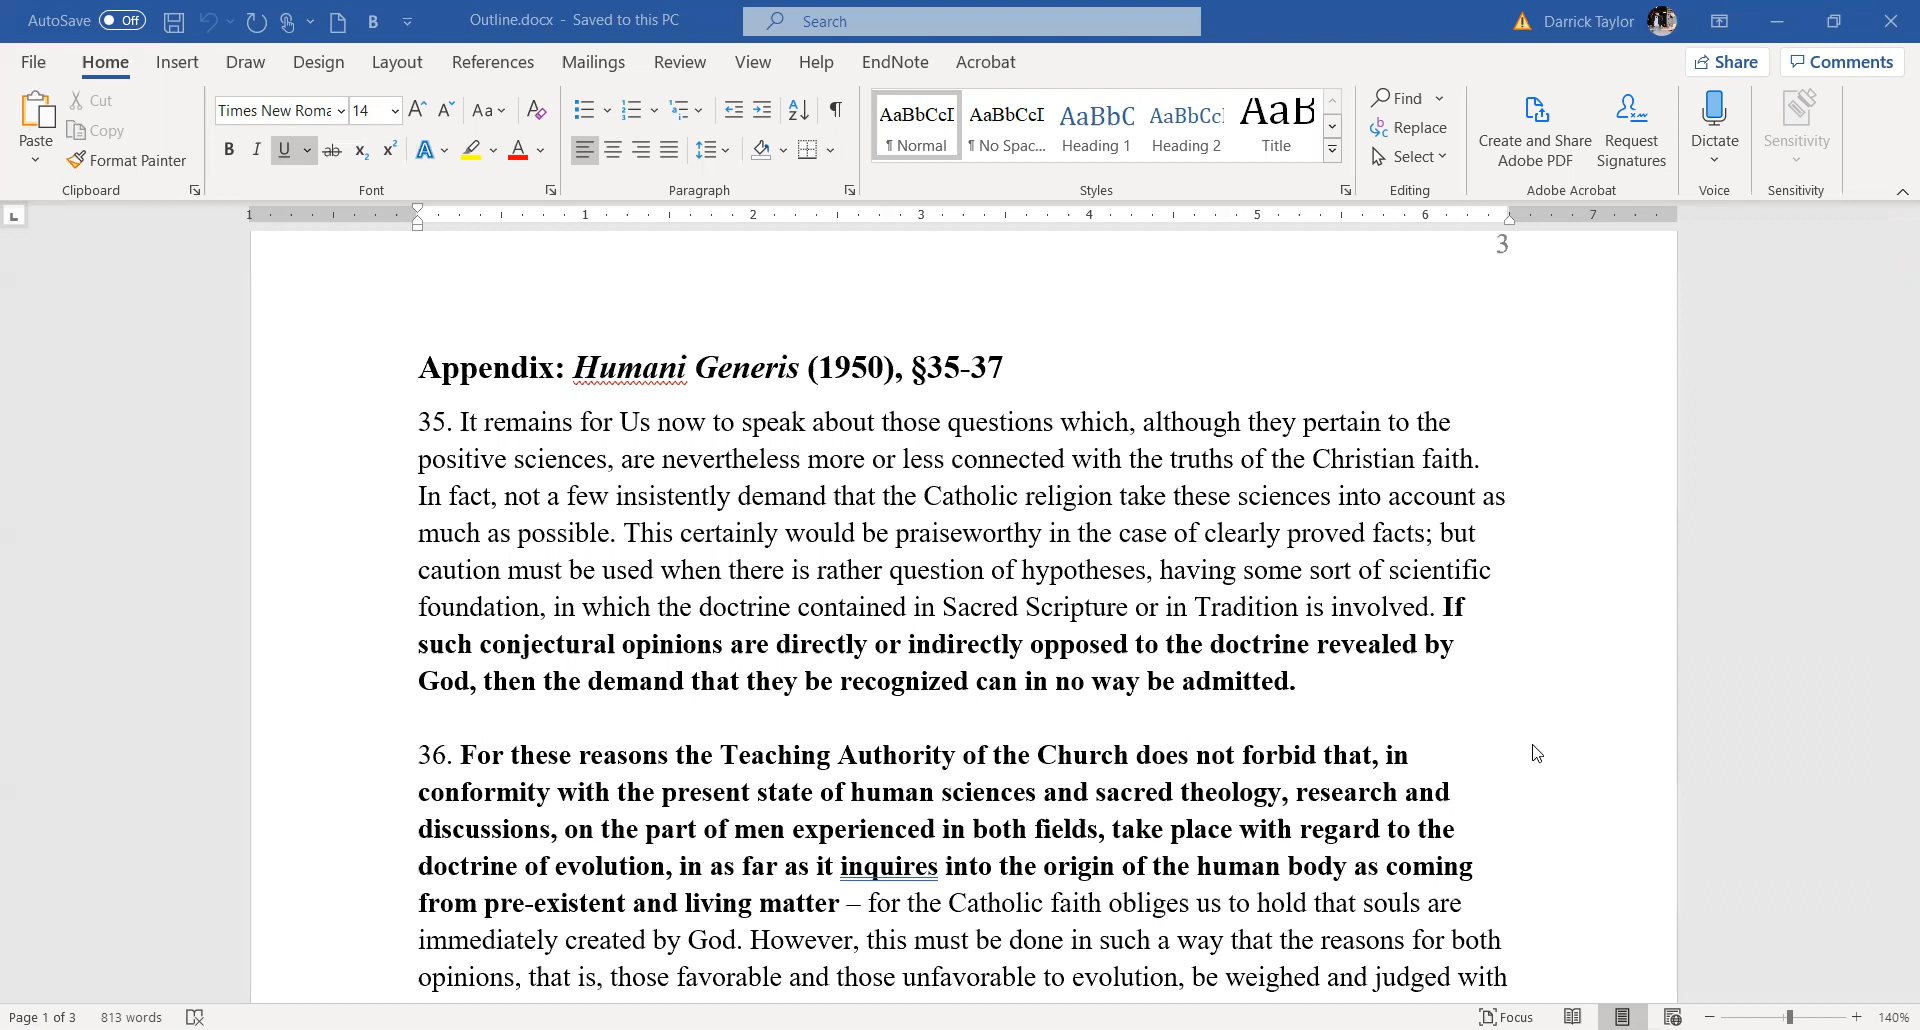 AutoSave Off B Outline.docx - Saved to this PC Search Darrick Taylor
File Home Insert Draw Design Layout References Mailings Review View Help EndNote Acrobat Share Comments
Paste Cut Copy Format Painter Clipboard
Times New Roma 14 Aa
B I U ab x₂ x² A A Font
Paragraph
AaBbCcI AaBbCcI AaBbC AaBbCc AaB
¶ Normal ¶ No Spac... Heading 1 Heading 2 Title
Styles
Find Replace Select Editing
Create and Share Adobe PDF Request Signatures Adobe Acrobat
Dictate Voice
Sensitivity Sensitivity
1 1 2 3 4 5 6 7
3
Appendix: Humani Generis (1950), §35-37
35. It remains for Us now to speak about those questions which, although they pertain to the
positive sciences, are nevertheless more or less connected with the truths of the Christian faith.
In fact, not a few insistently demand that the Catholic religion take these sciences into account as
much as possible. This certainly would be praiseworthy in the case of clearly proved facts; but
caution must be used when there is rather question of hypotheses, having some sort of scientific
foundation, in which the doctrine contained in Sacred Scripture or in Tradition is involved. If
such conjectural opinions are directly or indirectly opposed to the doctrine revealed by
God, then the demand that they be recognized can in no way be admitted.
36. For these reasons the Teaching Authority of the Church does not forbid that, in
conformity with the present state of human sciences and sacred theology, research and
discussions, on the part of men experienced in both fields, take place with regard to the
doctrine of evolution, in as far as it inquires into the origin of the human body as coming
from pre-existent and living matter – for the Catholic faith obliges us to hold that souls are
immediately created by God. However, this must be done in such a way that the reasons for both
opinions, that is, those favorable and those unfavorable to evolution, be weighed and judged with
Page 1 of 3 813 words Focus 140%